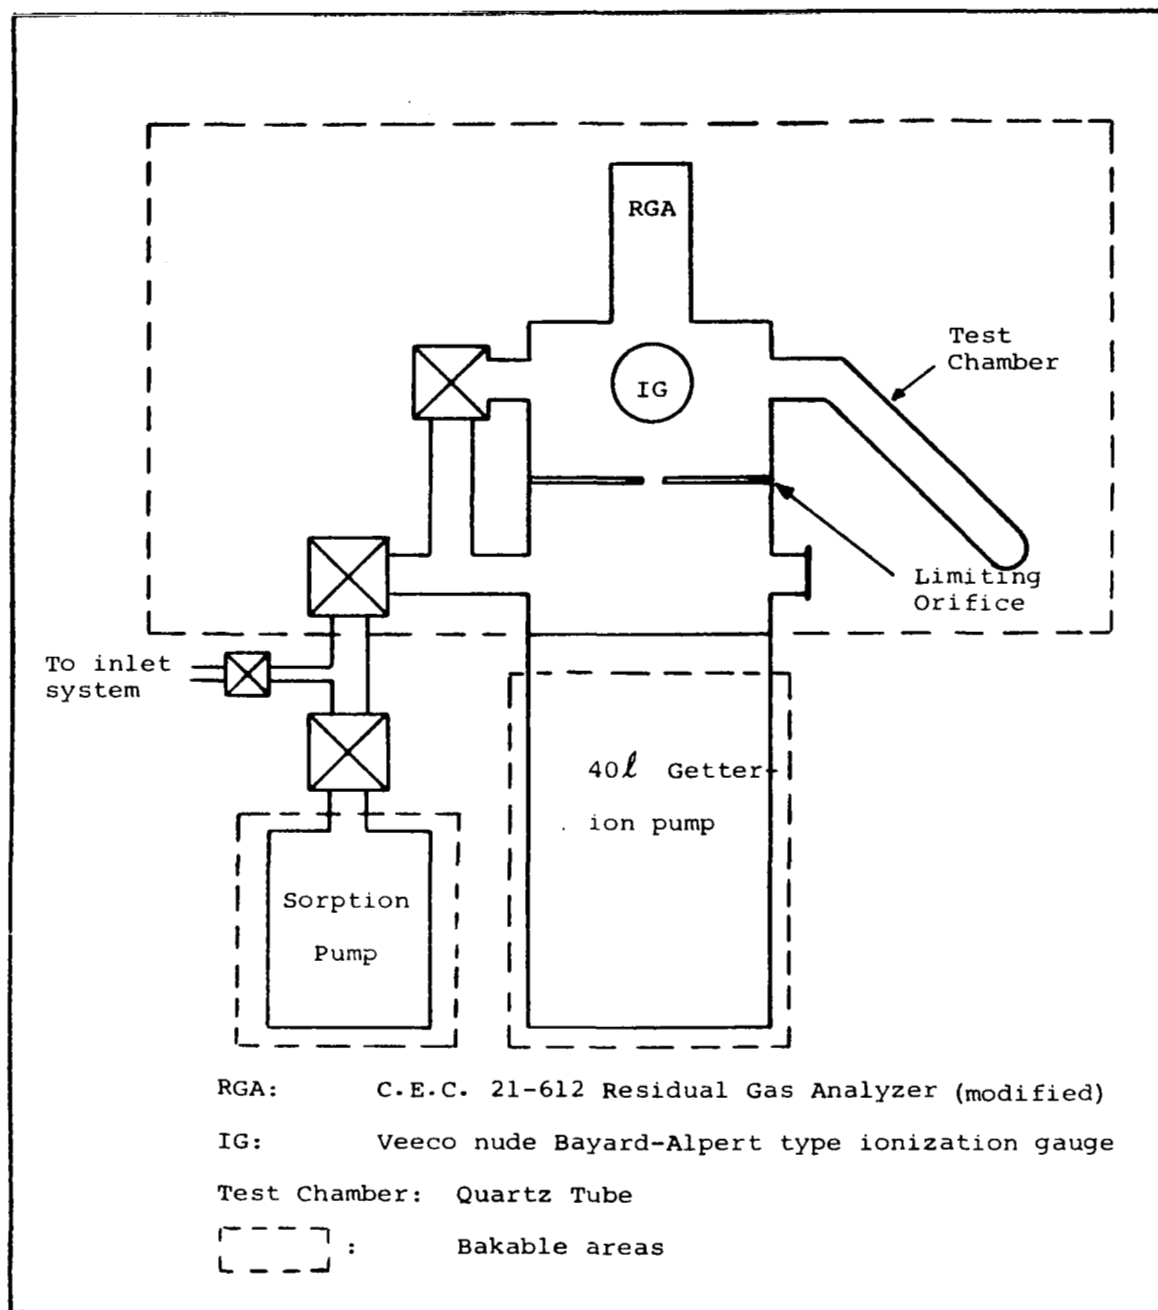 RGA
IG
Test
Chamber
Limiting
Orifice
To inlet
system
40ℓ Getter-
ion pump
Sorption
Pump
RGA: C.E.C. 21-612 Residual Gas Analyzer (modified)
IG: Veeco nude Bayard-Alpert type ionization gauge
Test Chamber: Quartz Tube
: Bakable areas